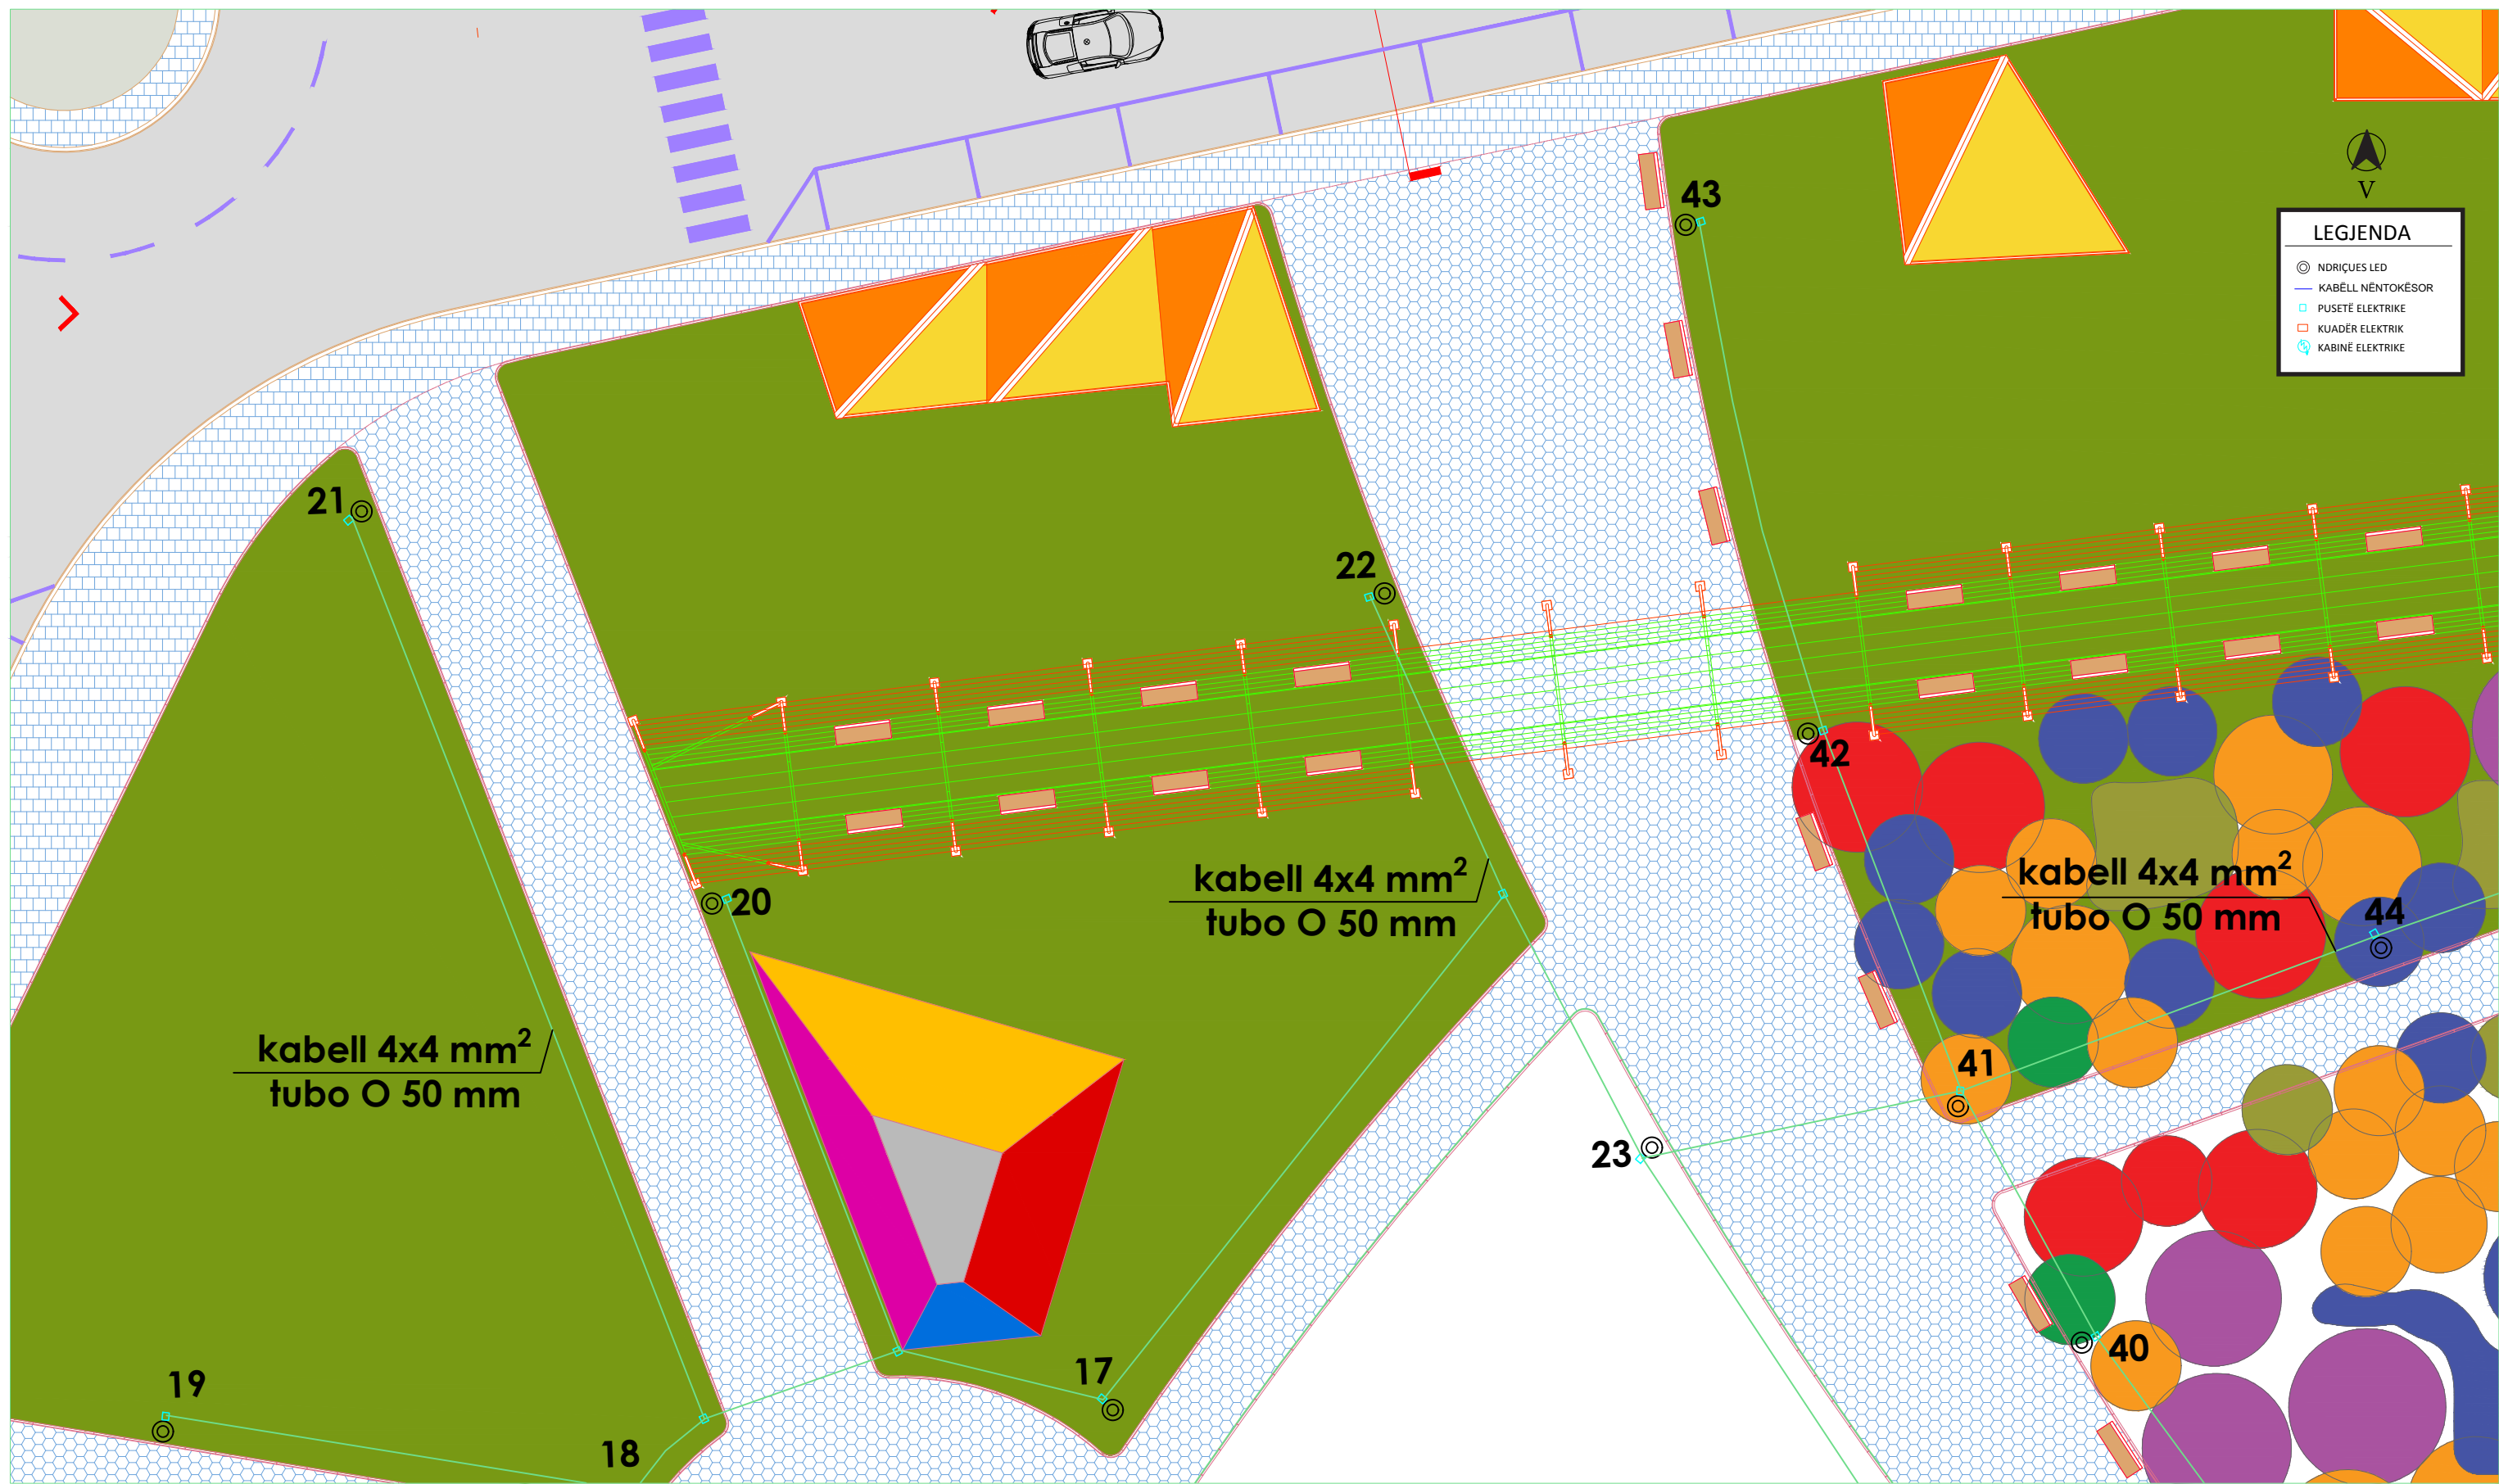 43
V
LEGJENDA
NDRIÇUES LED
KABËLL NËNTOKËSOR
PUSETË ELEKTRIKE
KUADËR ELEKTRIK
KABINË ELEKTRIKE
21
22
42
20
kabell 4x4 mm²
tubo O 50 mm
kabell 4x4 mm²
tubo O 50 mm
44
kabell 4x4 mm²
tubo O 50 mm
41
23
40
17
19
18